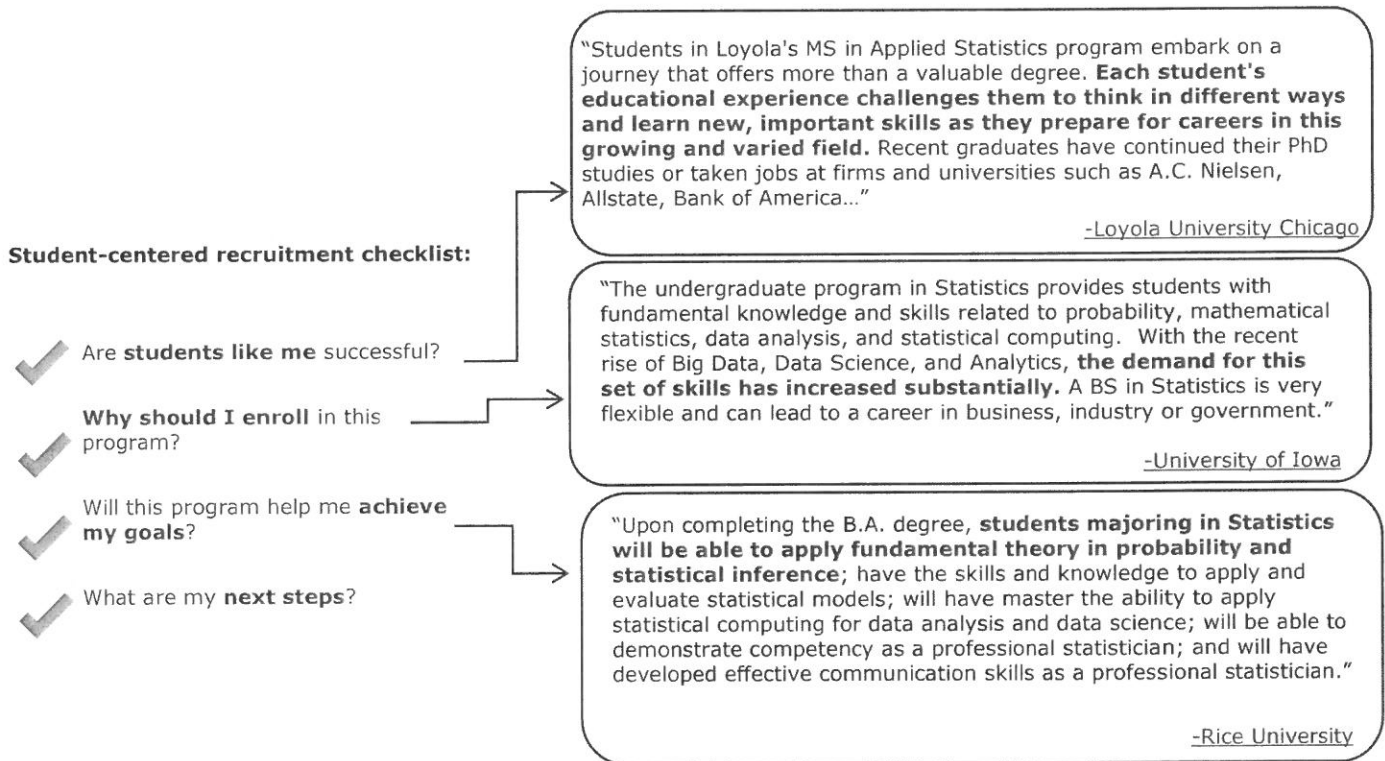 Student-centered recruitment checklist:
Are students like me successful?
Why should I enroll in this
program?
Will this program help me achieve
my goals?
What are my next steps?
“Students in Loyola's MS in Applied Statistics program embark on a
journey that offers more than a valuable degree. Each student's
educational experience challenges them to think in different ways
and learn new, important skills as they prepare for careers in this
growing and varied field. Recent graduates have continued their PhD
studies or taken jobs at firms and universities such as A.C. Nielsen,
Allstate, Bank of America…”
-Loyola University Chicago
“The undergraduate program in Statistics provides students with
fundamental knowledge and skills related to probability, mathematical
statistics, data analysis, and statistical computing.  With the recent
rise of Big Data, Data Science, and Analytics, the demand for this
set of skills has increased substantially. A BS in Statistics is very
flexible and can lead to a career in business, industry or government.”
-University of Iowa
“Upon completing the B.A. degree, students majoring in Statistics
will be able to apply fundamental theory in probability and
statistical inference; have the skills and knowledge to apply and
evaluate statistical models; will have master the ability to apply
statistical computing for data analysis and data science; will be able to
demonstrate competency as a professional statistician; and will have
developed effective communication skills as a professional statistician.”
-Rice University